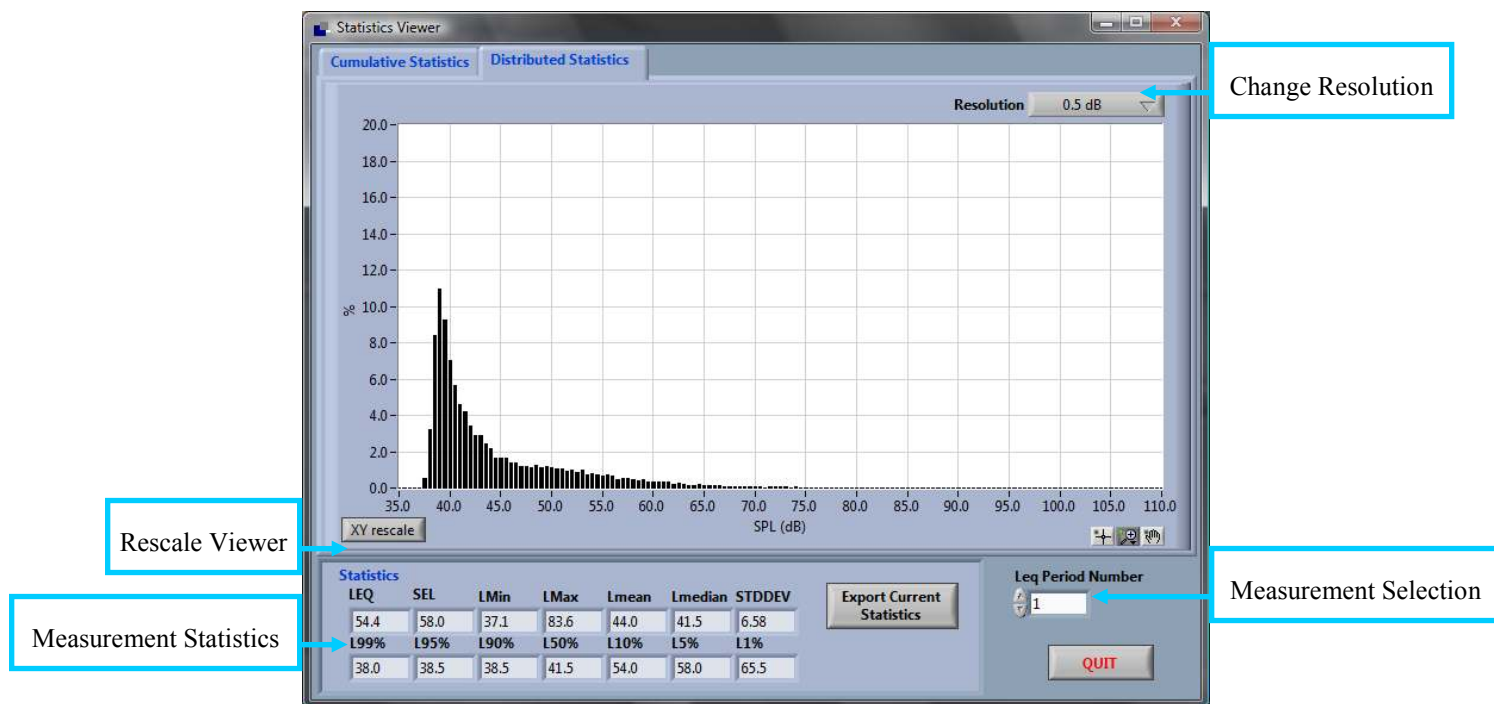 Statistics Viewer
Cumulative Statistics Distributed Statistics
Change Resolution
Resolution 0.5 dB
20.0
18.0
16.0
14.0
12.0
% 10.0
8.0
6.0
4.0
2.0
0.0
35.0 40.0 45.0 50.0 55.0 60.0 65.0 70.0 75.0 80.0 85.0 90.0 95.0 100.0 105.0 110.0
SPL (dB)
XY rescale
Rescale Viewer
Statistics
LEQ SEL LMin LMax Lmean Lmedian STDDEV
54.4 58.0 37.1 83.6 44.0 41.5 6.58
L99% L95% L90% L50% L10% L5% L1%
38.0 38.5 38.5 41.5 54.0 58.0 65.5
Measurement Statistics
Export Current
Statistics
Leq Period Number
1
Measurement Selection
QUIT